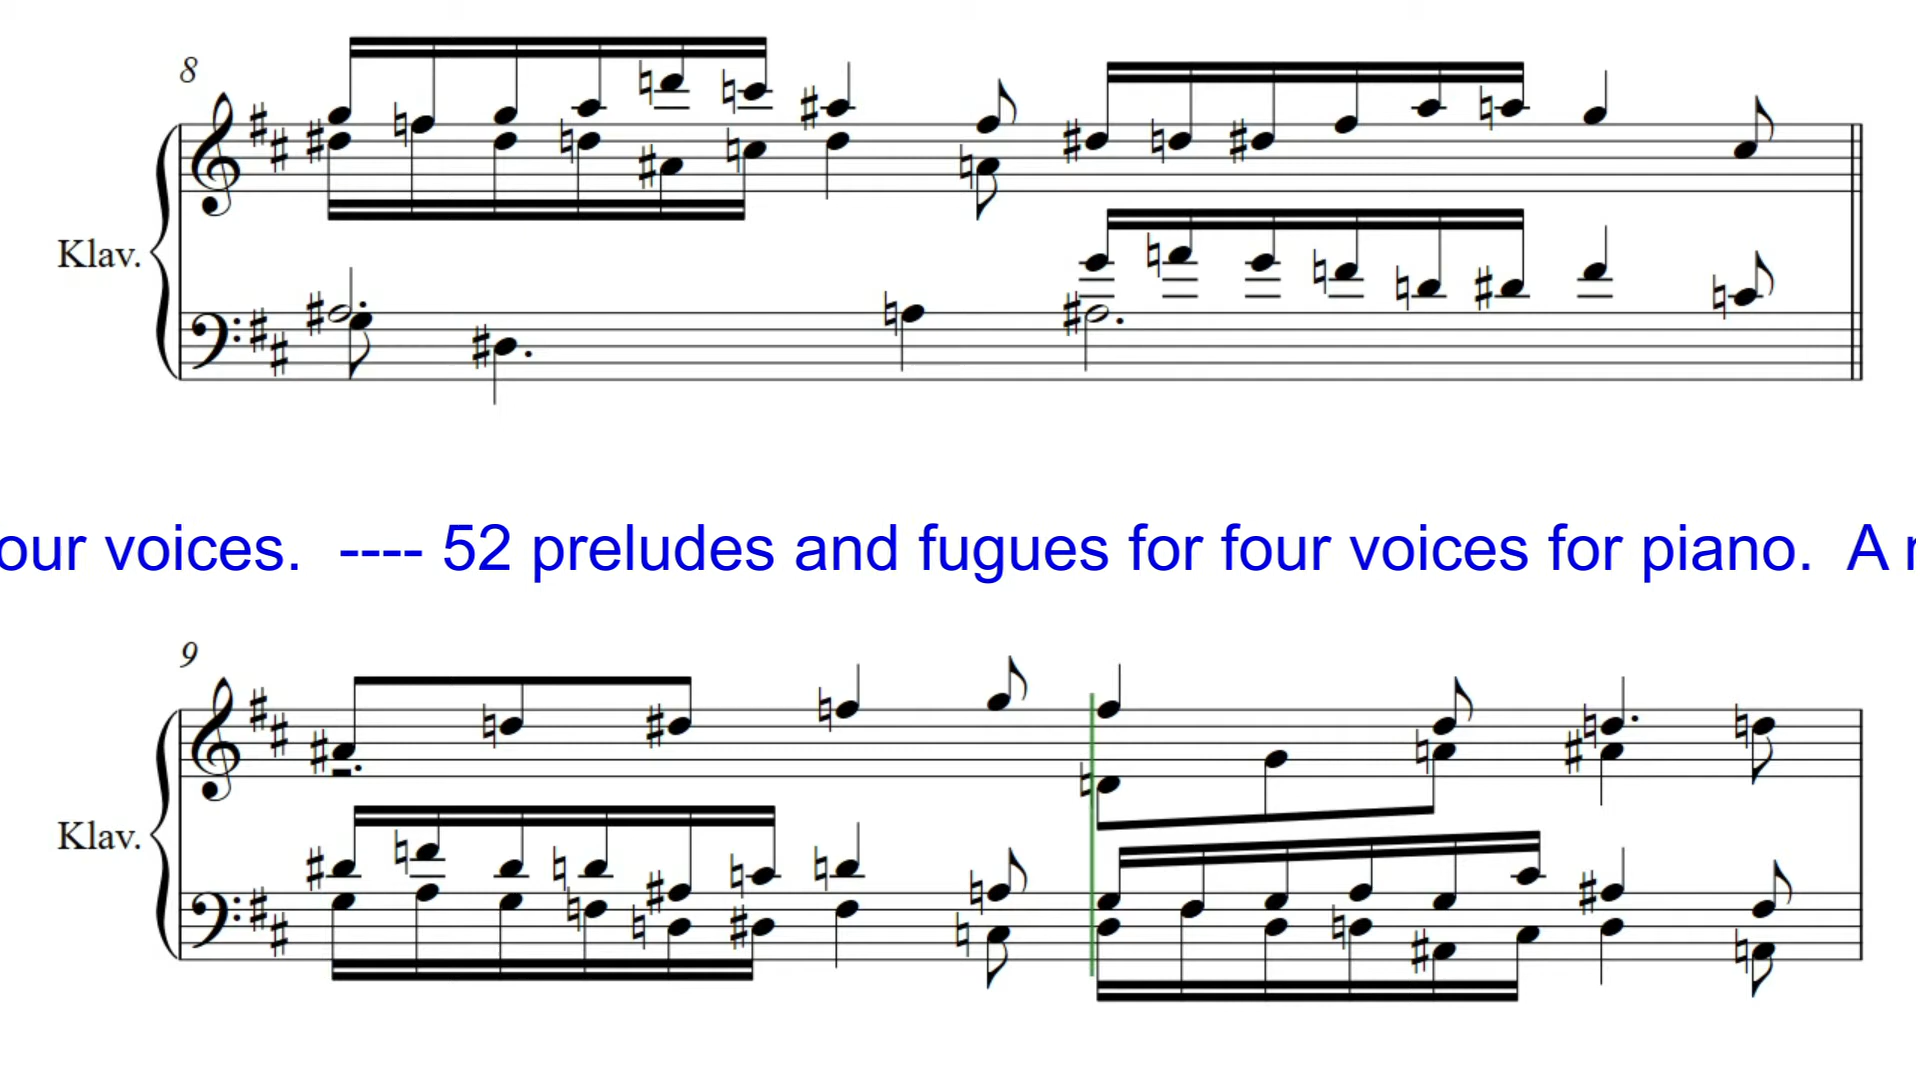 8
Klav.
our voices. ---- 52 preludes and fugues for four voices for piano. A
9
Klav.